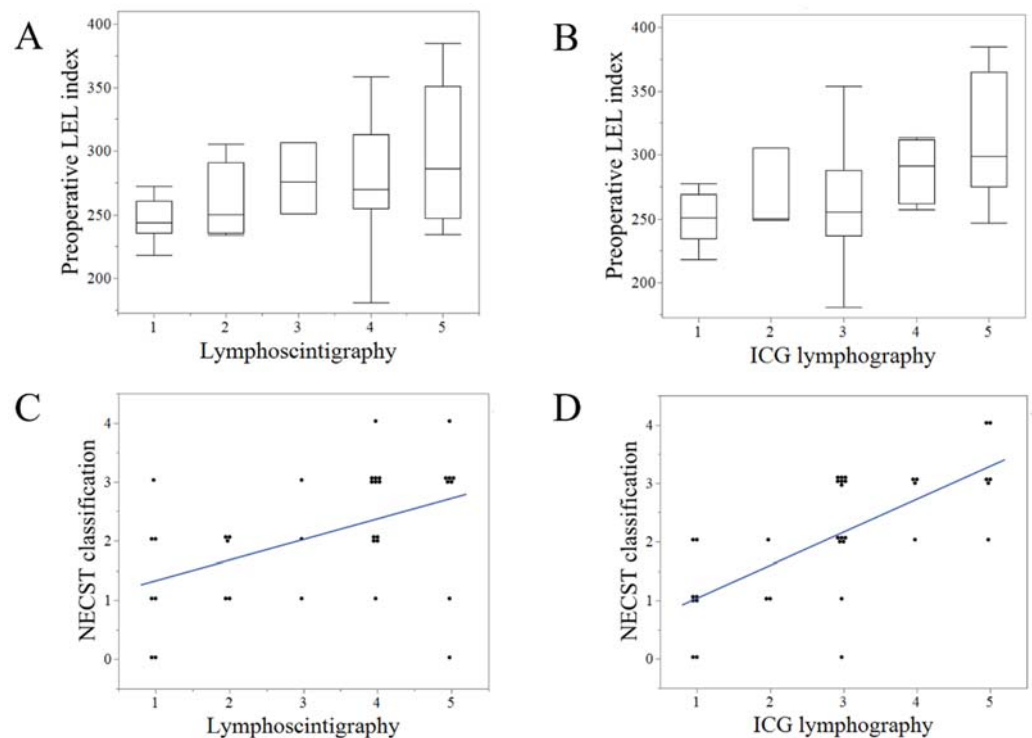 A
Preoperative LEL index
400
350
300
250
200
1 2 3 4 5
Lymphoscintigraphy
B
Preoperative LEL index
400
350
300
250
200
1 2 3 4 5
ICG lymphography
C
NECST classification
4
3
2
1
0
1 2 3 4 5
Lymphoscintigraphy
D
NECST classification
4
3
2
1
0
1 2 3 4 5
ICG lymphography